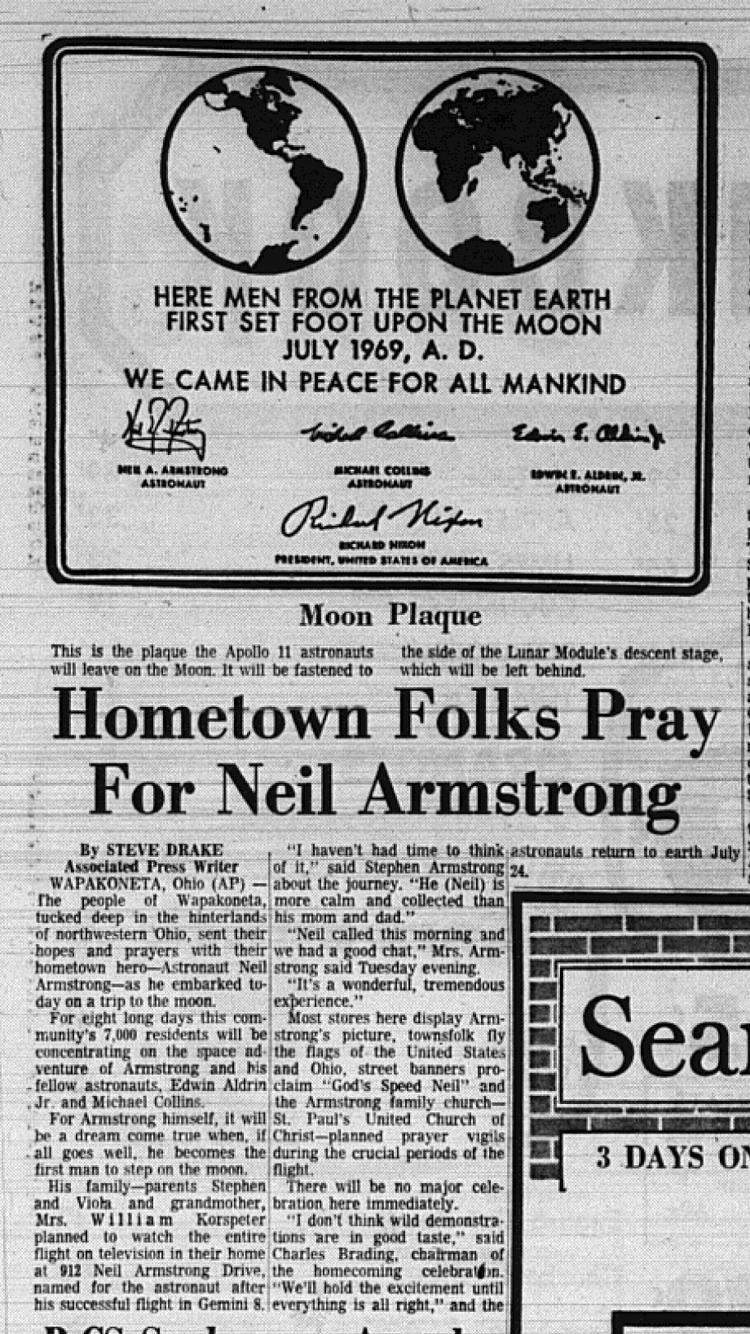 HERE MEN FROM THE PLANET EARTH
FIRST SET FOOT UPON THE MOON
JULY 1969, A. D.
WE CAME IN PEACE FOR ALL MANKIND
NEIL A. ARMSTRONG
ASTRONAUT
MICHAEL COLLINS
ASTRONAUT
EDWIN E. ALDRIN, JR.
ASTRONAUT
Richard Nixon
RICHARD NIXON
PRESIDENT, UNITED STATES OF AMERICA
Moon Plaque
This is the plaque the Apollo 11 astronauts
will leave on the Moon. It will be fastened to
the side of the Lunar Module's descent stage,
which will be left behind.
Hometown Folks Pray
For Neil Armstrong
By STEVE DRAKE
Associated Press Writer
WAPAKONETA, Ohio (AP) —
The people of Wapakoneta,
tucked deep in the hinterlands
of northwestern Ohio, sent their
hopes and prayers with their
hometown hero—Astronaut Neil
Armstrong—as he embarked to-
day on a trip to the moon.
For eight long days this com-
munity's 7,000 residents will be
concentrating on the space ad-
venture of Armstrong and his
fellow astronauts, Edwin Aldrin
Jr. and Michael Collins.
For Armstrong himself, it will
be a dream come true when, if
all goes well, he becomes the
first man to step on the moon.
His family—parents Stephen
and Viola and grandmother,
Mrs. William Korspeter
planned to watch the entire
flight on television in their home
at 912 Neil Armstrong Drive,
named for the astronaut after
his successful flight in Gemini 8.
"I haven't had time to think
of it," said Stephen Armstrong
about the journey. "He (Neil) is
more calm and collected than
his mom and dad."
"Neil called this morning and
we had a good chat," Mrs. Arm-
strong said Tuesday evening.
"It's a wonderful, tremendous
experience."
Most stores here display Arm-
strong's picture, townsfolk fly
the flags of the United States
and Ohio, street banners pro-
claim "God's Speed Neil" and
the Armstrong family church—
St. Paul's United Church of
Christ—planned prayer vigils
during the crucial periods of the
flight.
There will be no major cele-
bration here immediately.
"I don't think wild demonstra-
tions are in good taste," said
Charles Brading, chairman of
the homecoming celebration.
"We'll hold the excitement until
everything is all right," and the
astronauts return to earth July
24.
Sear
3 DAYS ON